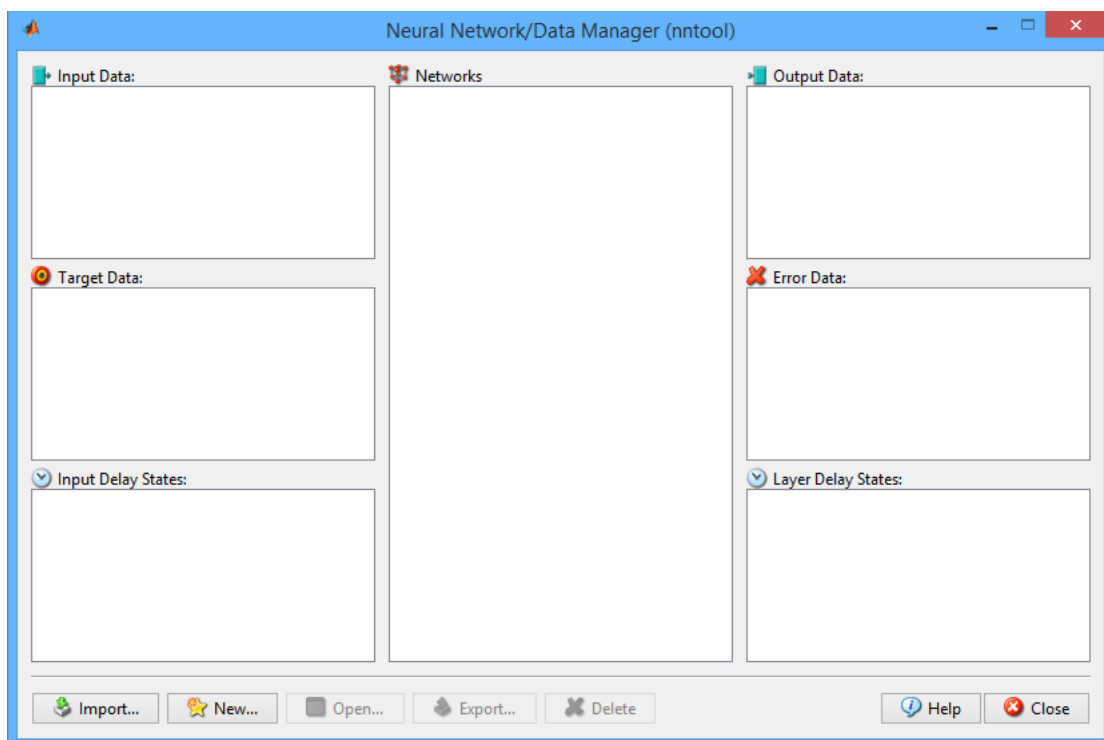 Neural Network/Data Manager (nntool)
Input Data:
Networks
Output Data:
Target Data:
Error Data:
Input Delay States:
Layer Delay States:
Import...
New...
Open...
Export...
Delete
Help
Close